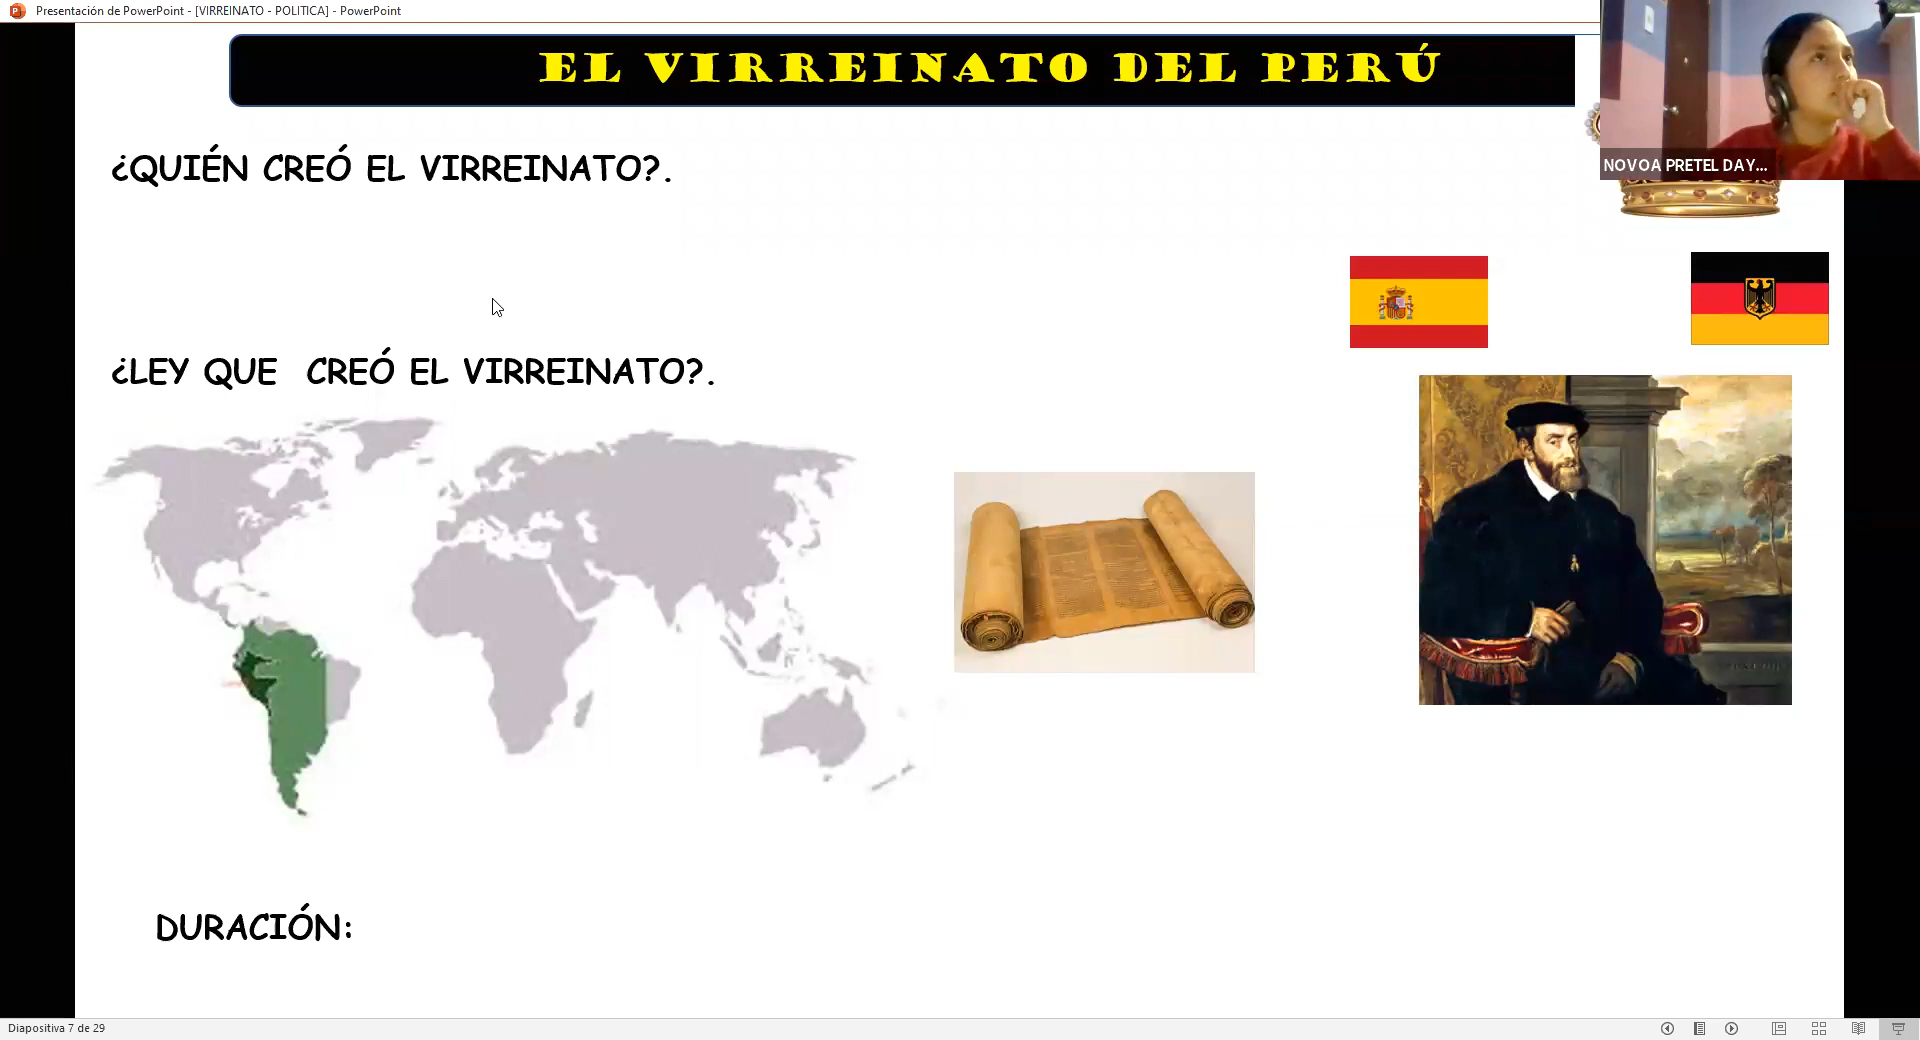 Presentación de PowerPoint - [VIRREINATO - POLITICA] - PowerPoint
EL VIRREINATO DEL PERÚ
NOVOA PRETEL DAY...
¿QUIÉN CREÓ EL VIRREINATO?.
¿LEY QUE CREÓ EL VIRREINATO?.
DURACIÓN:
Diapositiva 7 de 29